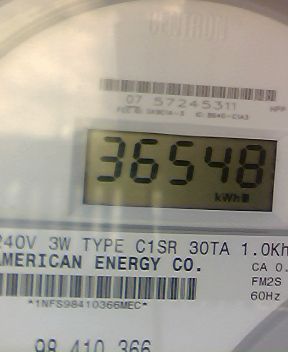 07 57245311
36548
kWh
240V 3W TYPE C1SR 30TA 1.0Kh
AMERICAN ENERGY CO.
CA 0.
FM2S
60Hz
*1NFS98410366MEC*
98 410 366